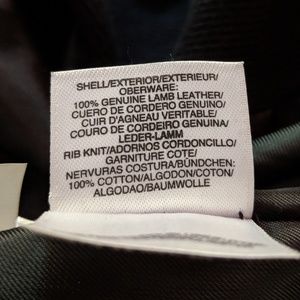 SHELL/EXTERIOR/EXTERIEUR/
OBERWARE:
100% GENUINE LAMB LEATHER/
CUERO DE CORDERO GENUINO/
CUIR D'AGNEAU VERITABLE/
COURO DE CORDEIRO GENUINO/
LEDER-LAMM
RIB KNIT/ADORNOS CORDONCILLO/
GARNITURE COTE/
NERVURAS COSTURA/BÜNDCHEN:
100% COTTON/ALGODON/COTON/
ALGODAO/BAUMWOLLE